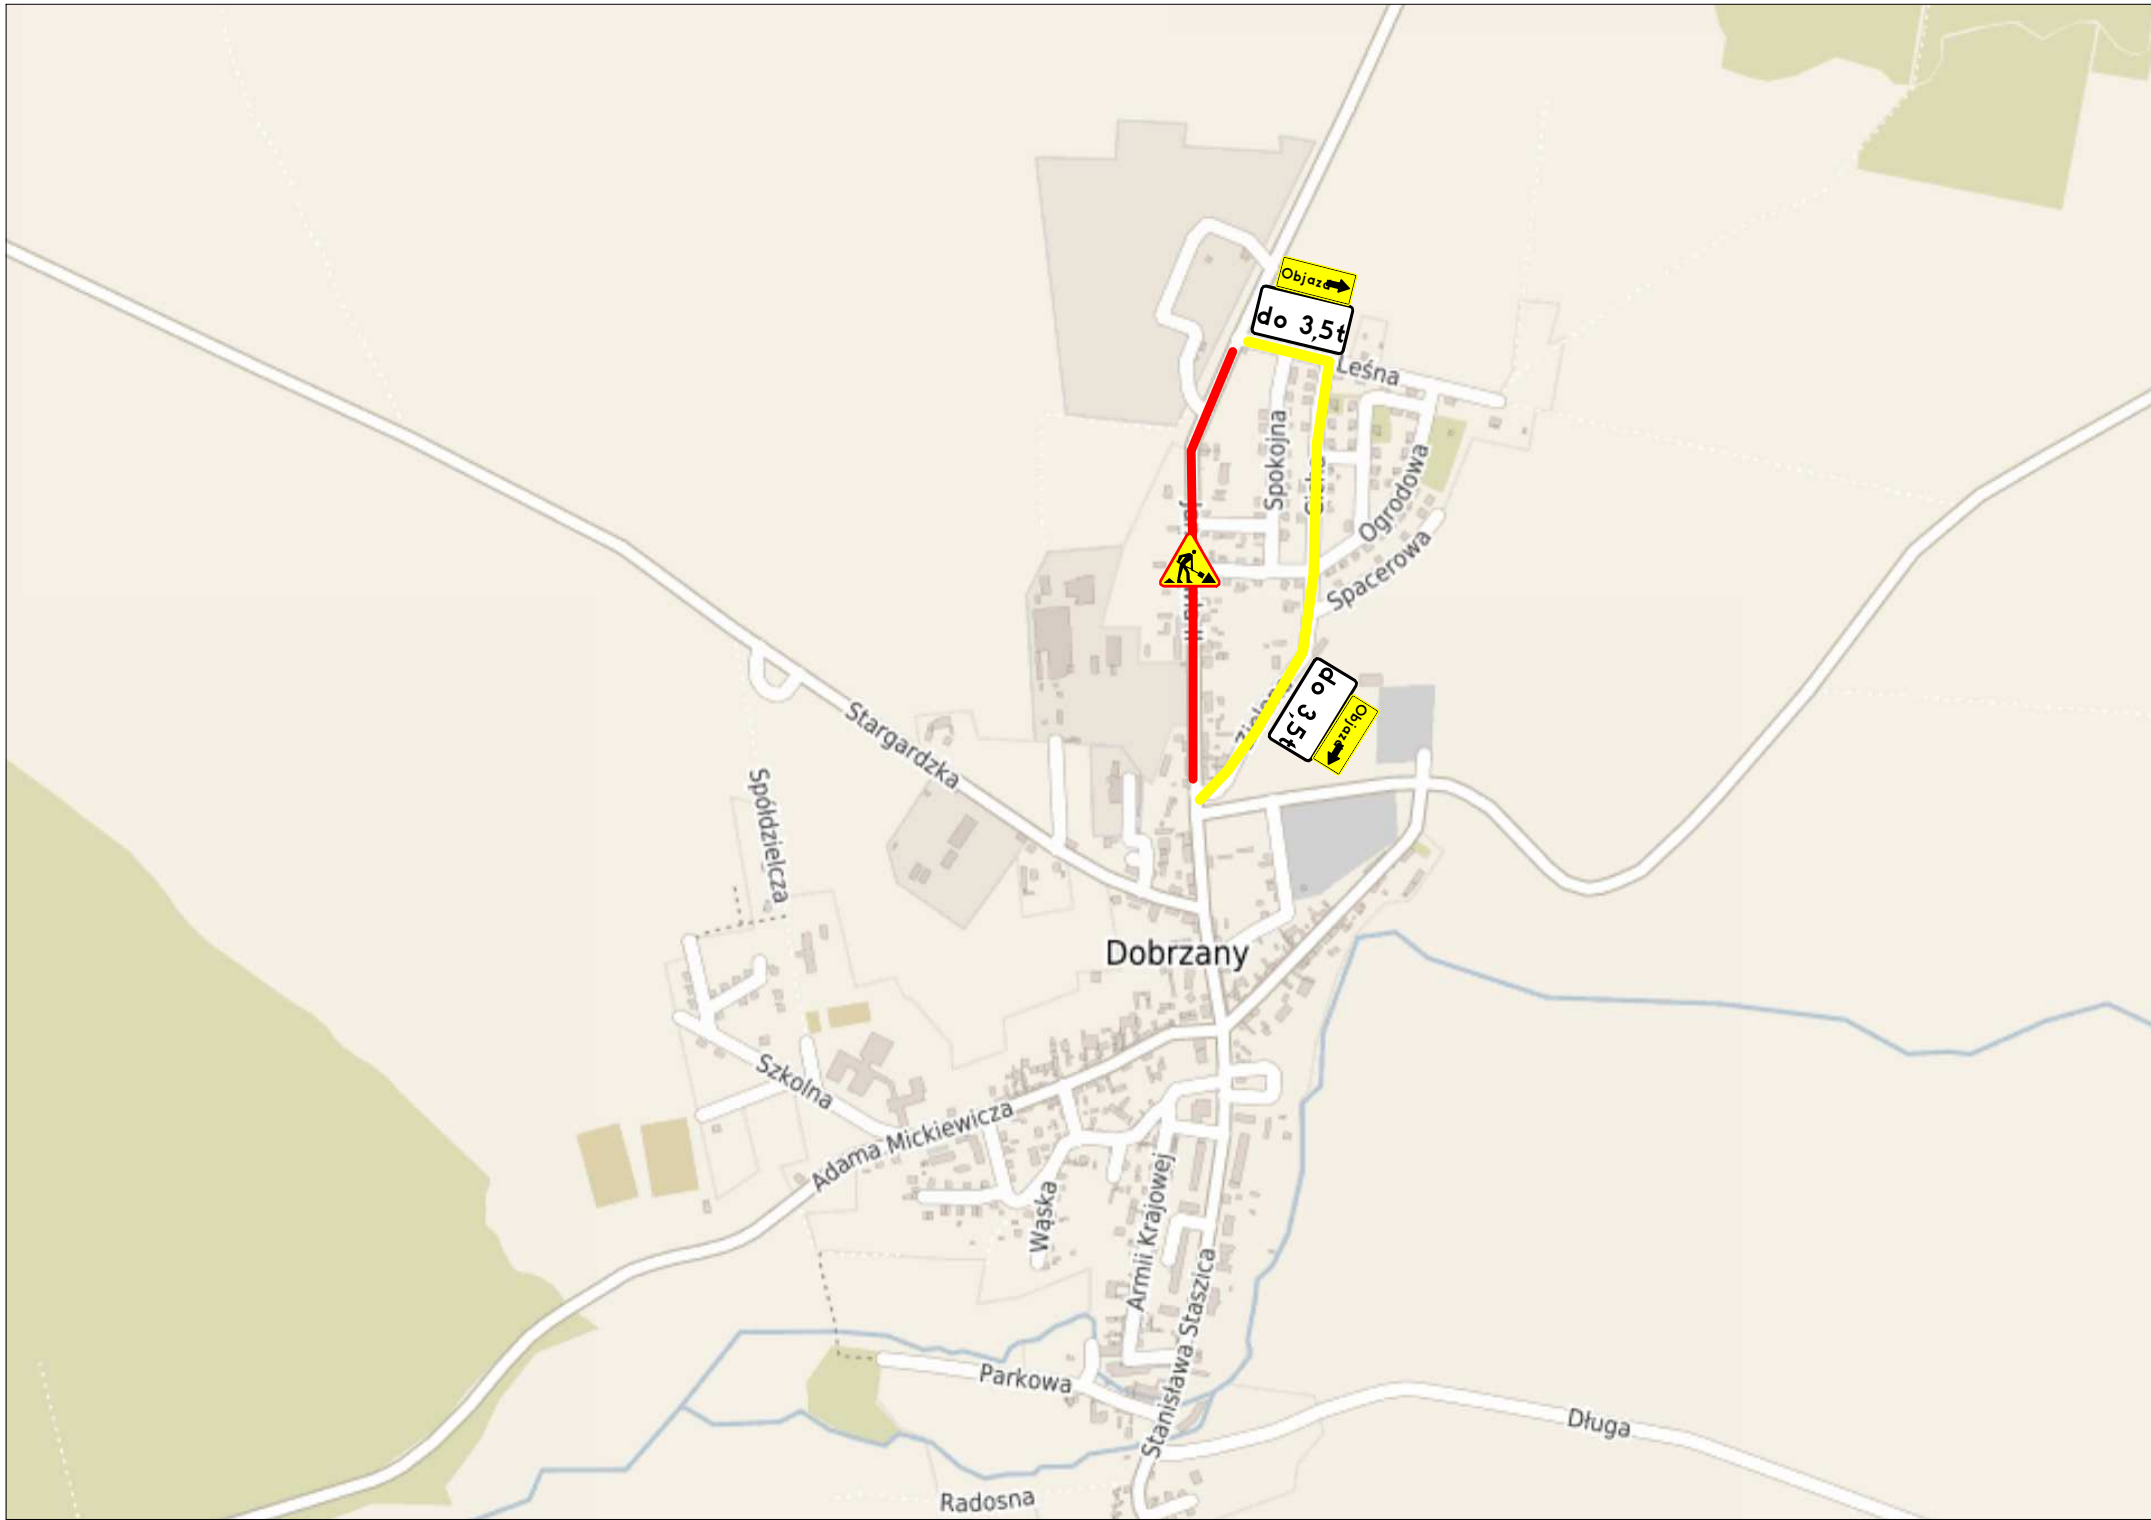 Objazd
do 3,5t
Leśna
Spokojna
Ogrodowa
Spacerowa
do 3,5t
Objazd
Stargardzka
Spółdzielcza
Dobrzany
Szkolna
Adama Mickiewicza
Wąska
Armii Krajowej
Stanisława Staszica
Parkowa
Długa
Radosna